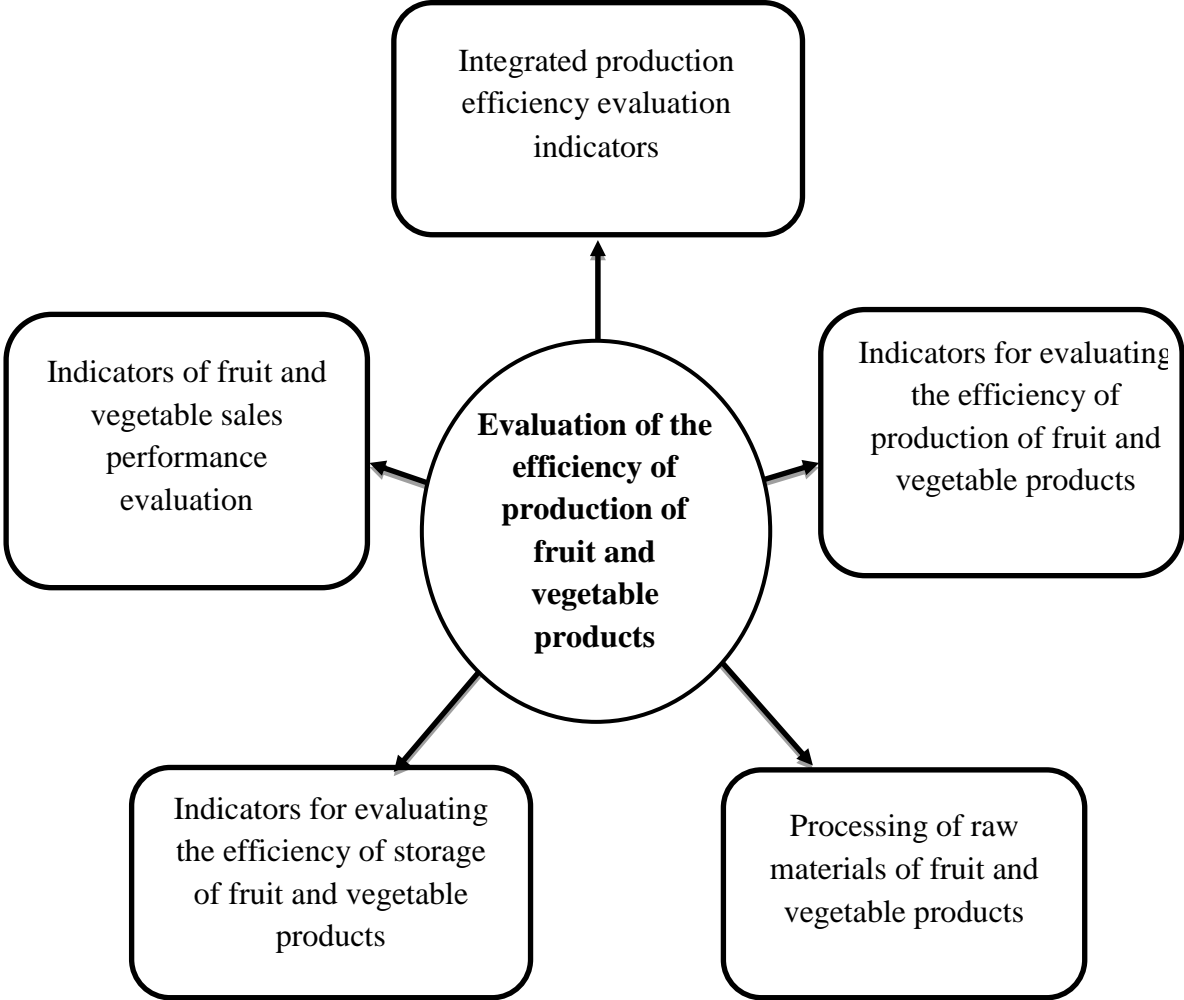 Integrated production
efficiency evaluation
indicators
Indicators of fruit and
vegetable sales
performance
evaluation
Evaluation of the
efficiency of
production of
fruit and
vegetable
products
Indicators for evaluating
the efficiency of
production of fruit and
vegetable products
Indicators for evaluating
the efficiency of storage
of fruit and vegetable
products
Processing of raw
materials of fruit and
vegetable products